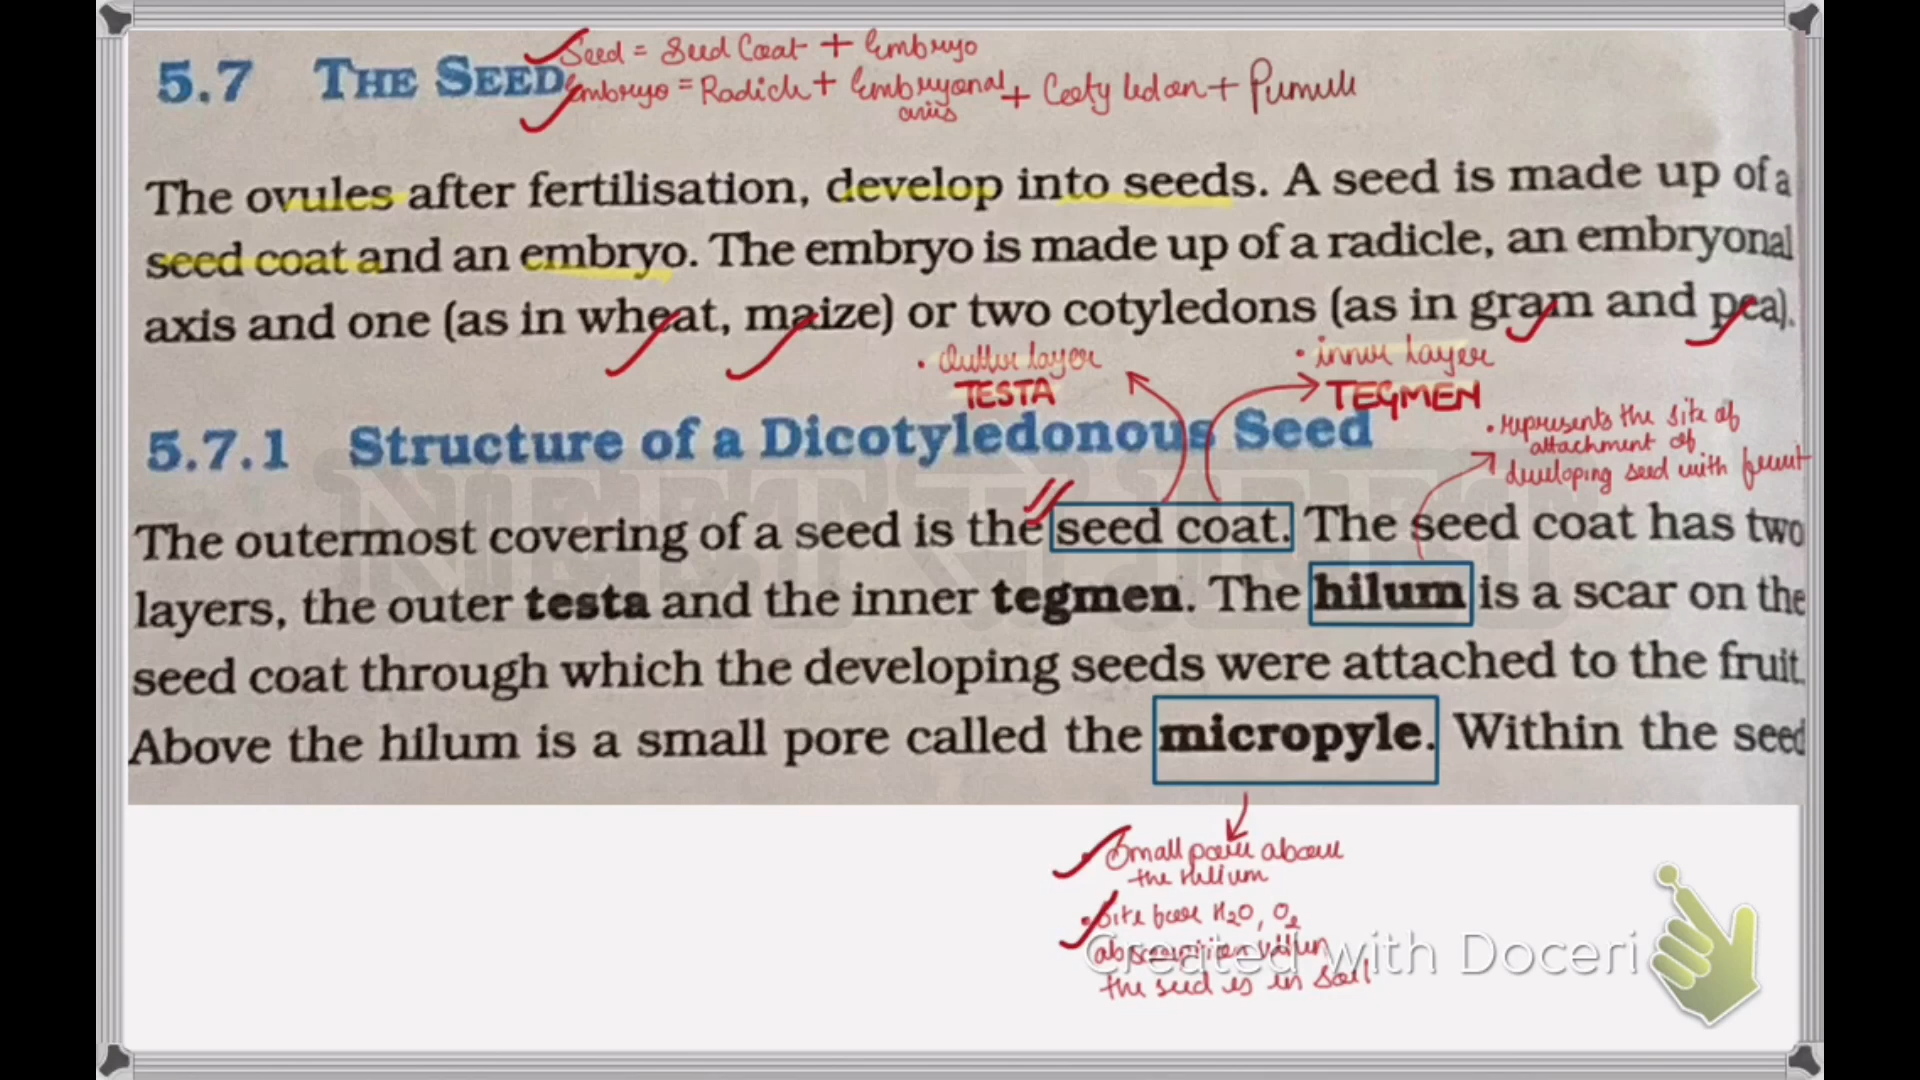 Seed = Seed Coat + Embryo
5.7 THE SEED
Embryo = Radicle + Embryonal axis + Cotyledon + Pumule
The ovules after fertilisation, develop into seeds. A seed is made up of a
seed coat and an embryo. The embryo is made up of a radicle, an embryonal
axis and one (as in wheat, maize) or two cotyledons (as in gram and pea).
• outer layer
TESTA
• inner layer
TEGMEN
• represents the site of
attachment of
developing seed with fruit
5.7.1 Structure of a Dicotyledonous Seed
NEET JEE
The outermost covering of a seed is the seed coat. The seed coat has two
layers, the outer testa and the inner tegmen. The hilum is a scar on the
seed coat through which the developing seeds were attached to the fruit.
Above the hilum is a small pore called the micropyle. Within the seed
• Small pore above
the Hilium
• Site for H2O, O2
absorption when
the seed is in soil
Created with Doceri